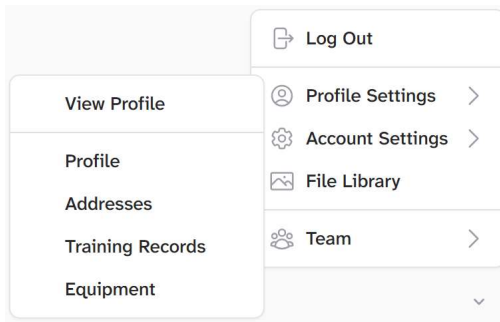 Log Out
Profile Settings
Account Settings
File Library
Team
View Profile
Profile
Addresses
Training Records
Equipment